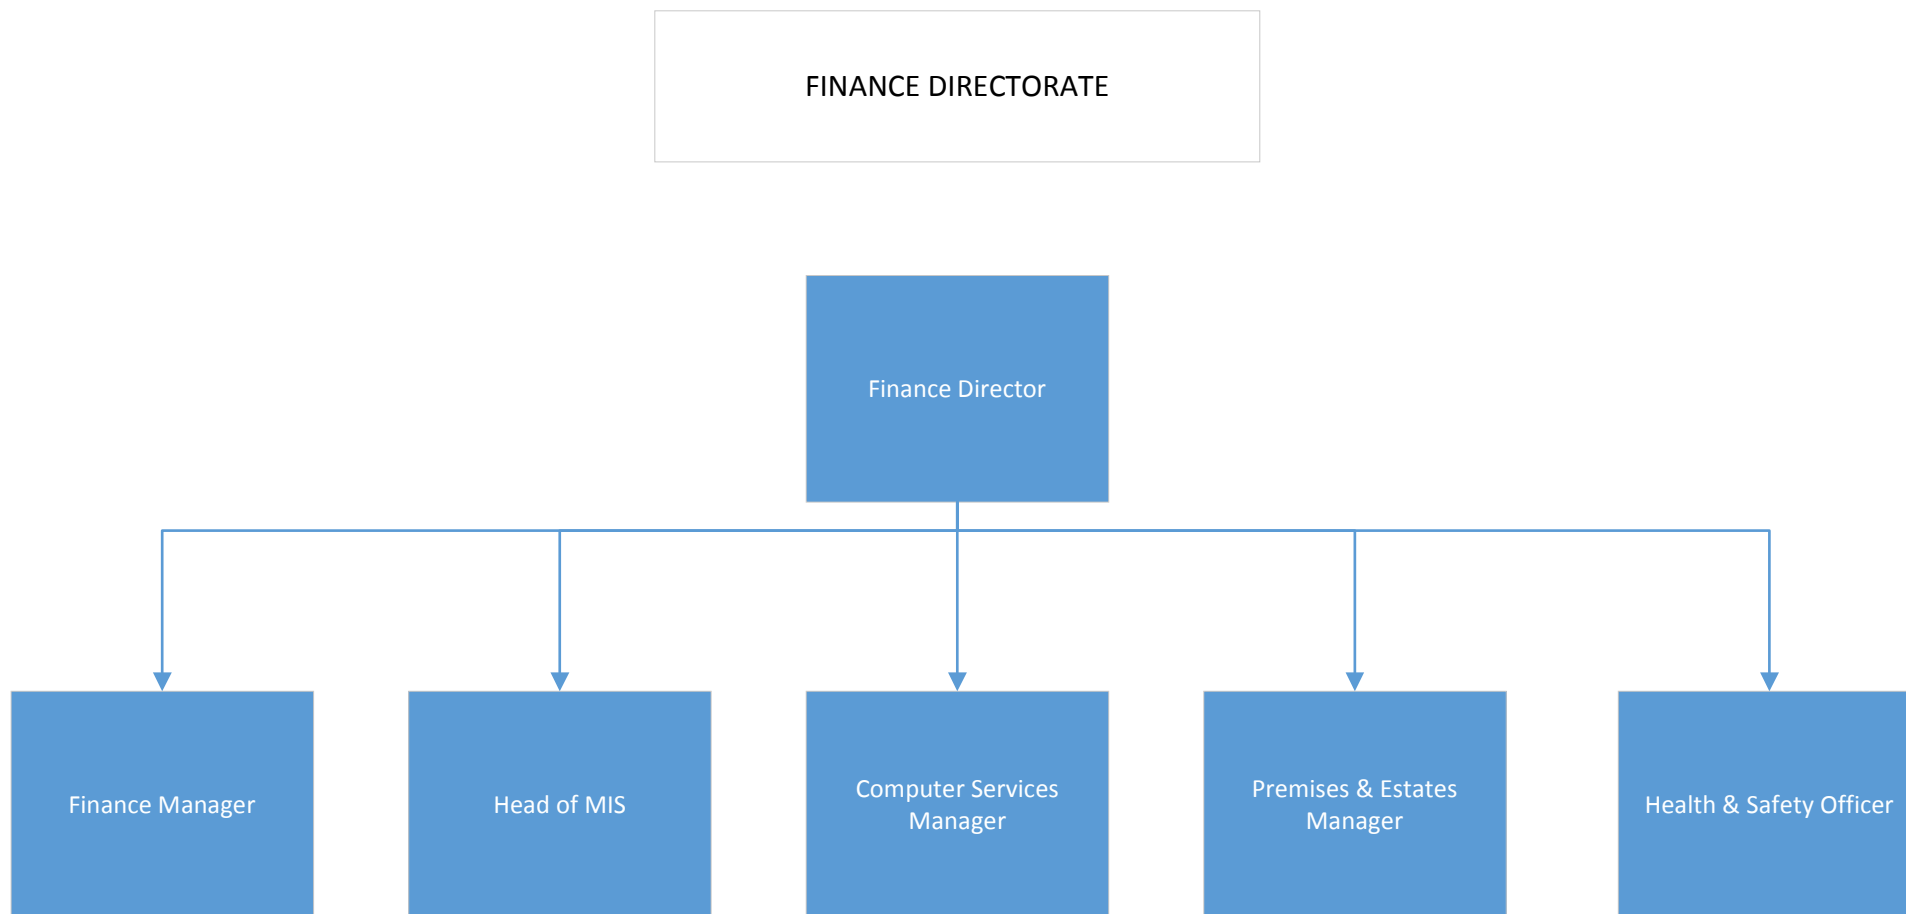 FINANCE DIRECTORATE
Finance Director
Finance Manager
Head of MIS
Computer Services
Manager
Premises & Estates
Manager
Health & Safety Officer